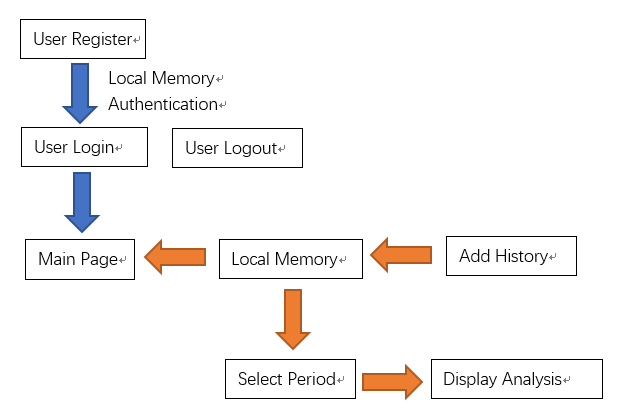 User Register
Local Memory
Authentication
User Login
User Logout
Main Page
Local Memory
Add History
Select Period
Display Analysis